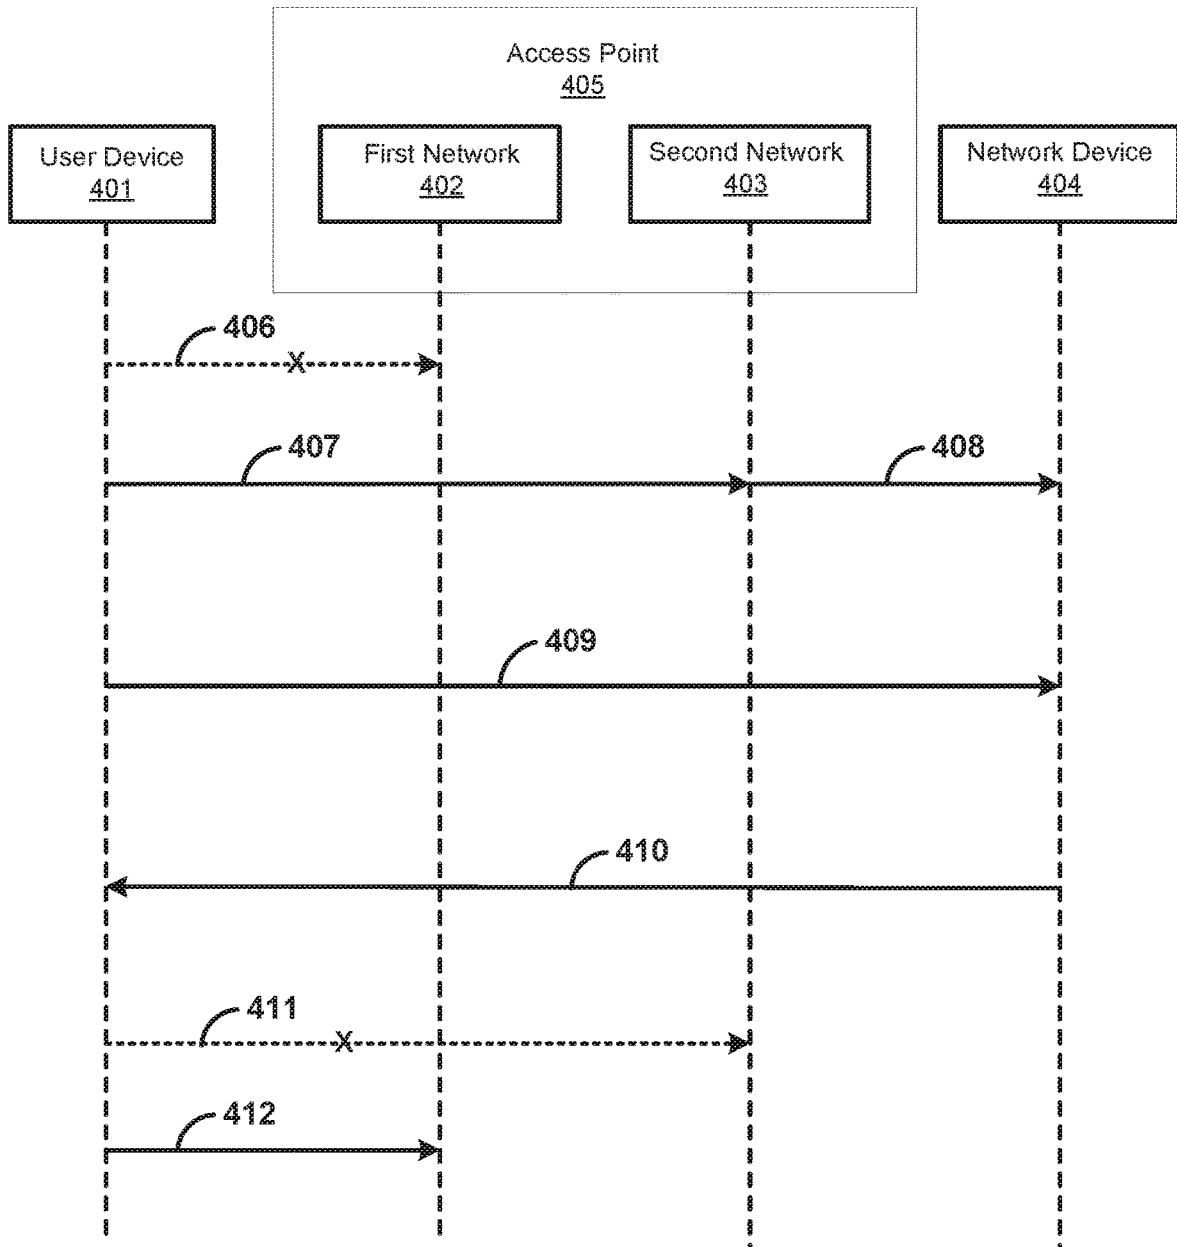 Access Point
405
User Device
401
First Network
402
Second Network
403
Network Device
404
406
X
407
408
409
410
411
X
412